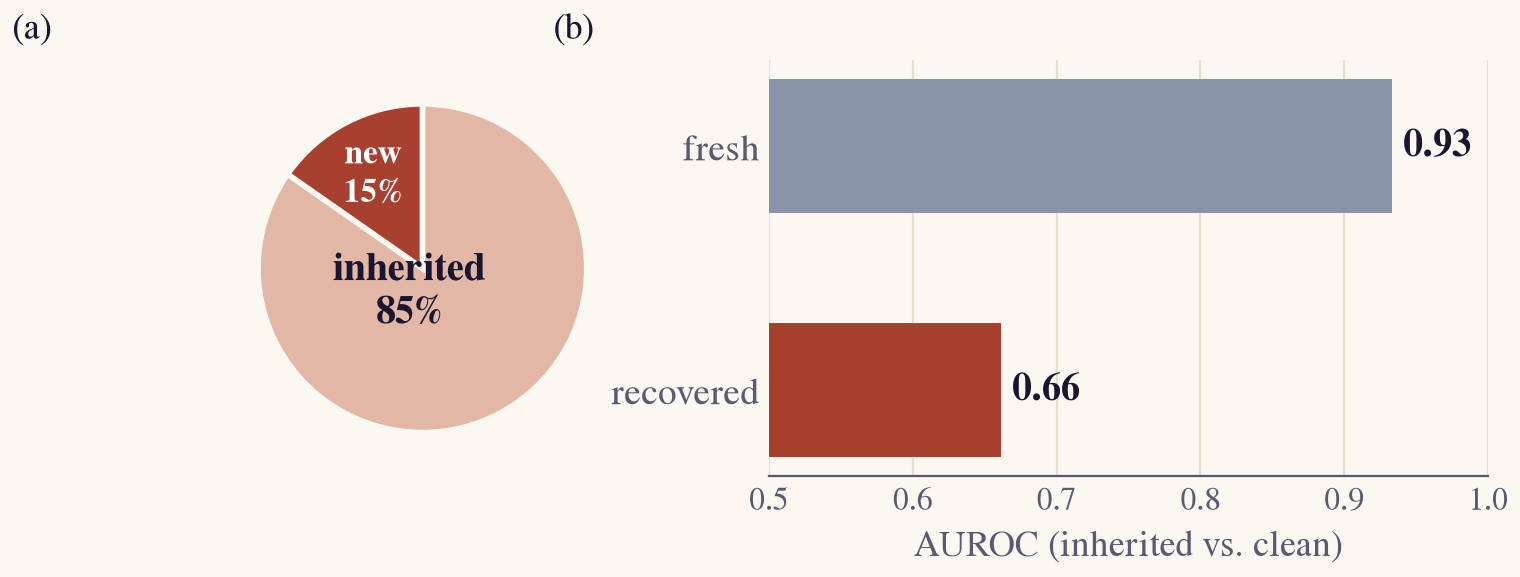 (a)
new
15%
inherited
85%
(b)
fresh
0.93
recovered
0.66
0.5 0.6 0.7 0.8 0.9 1.0
AUROC (inherited vs. clean)